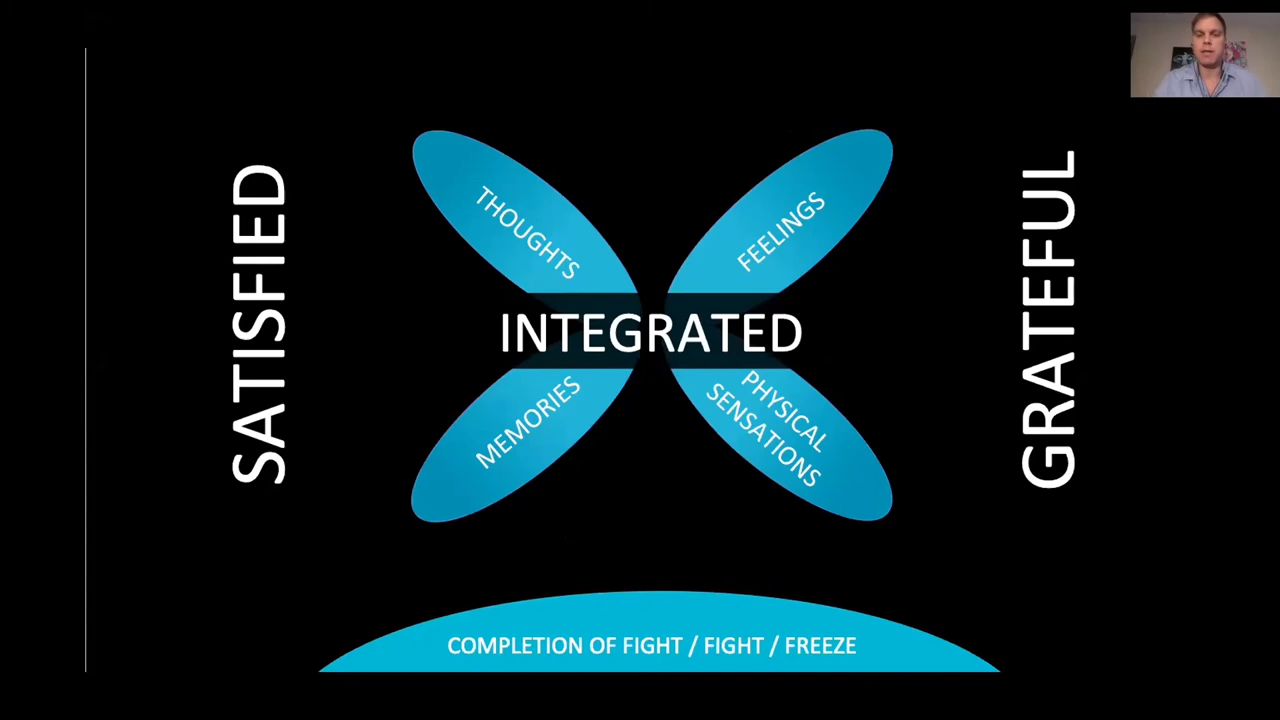 SATISFIED
THOUGHTS
FEELINGS
INTEGRATED
MEMORIES
PHYSICAL
SENSATIONS
GRATEFUL
COMPLETION OF FIGHT / FIGHT / FREEZE